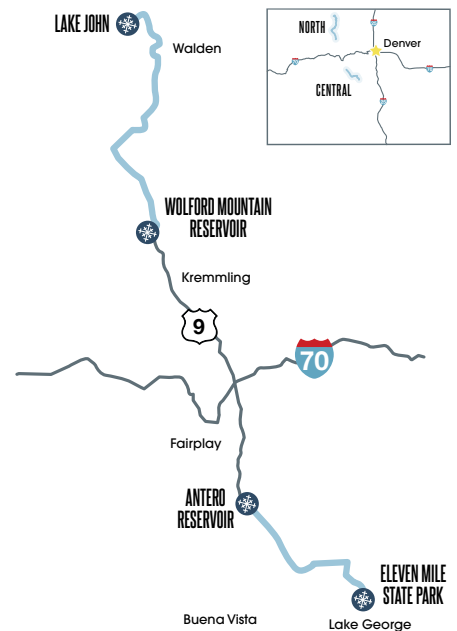 LAKE JOHN
Walden
NORTH
Denver
CENTRAL
WOLFORD MOUNTAIN
RESERVOIR
Kremmling
9
70
Fairplay
ANTERO
RESERVOIR
ELEVEN MILE
STATE PARK
Buena Vista
Lake George